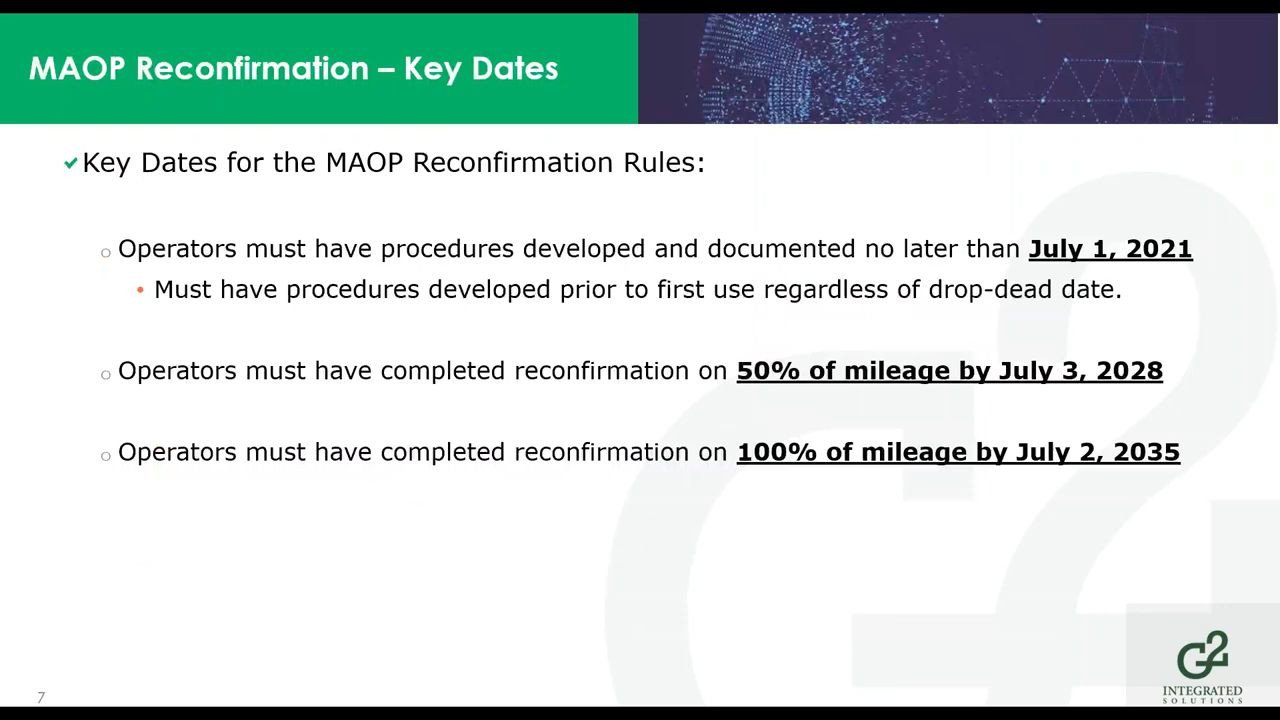 MAOP Reconfirmation – Key Dates
Key Dates for the MAOP Reconfirmation Rules:
Operators must have procedures developed and documented no later than July 1, 2021
Must have procedures developed prior to first use regardless of drop-dead date.
Operators must have completed reconfirmation on 50% of mileage by July 3, 2028
Operators must have completed reconfirmation on 100% of mileage by July 2, 2035
G2
INTEGRATED
SOLUTIONS
7